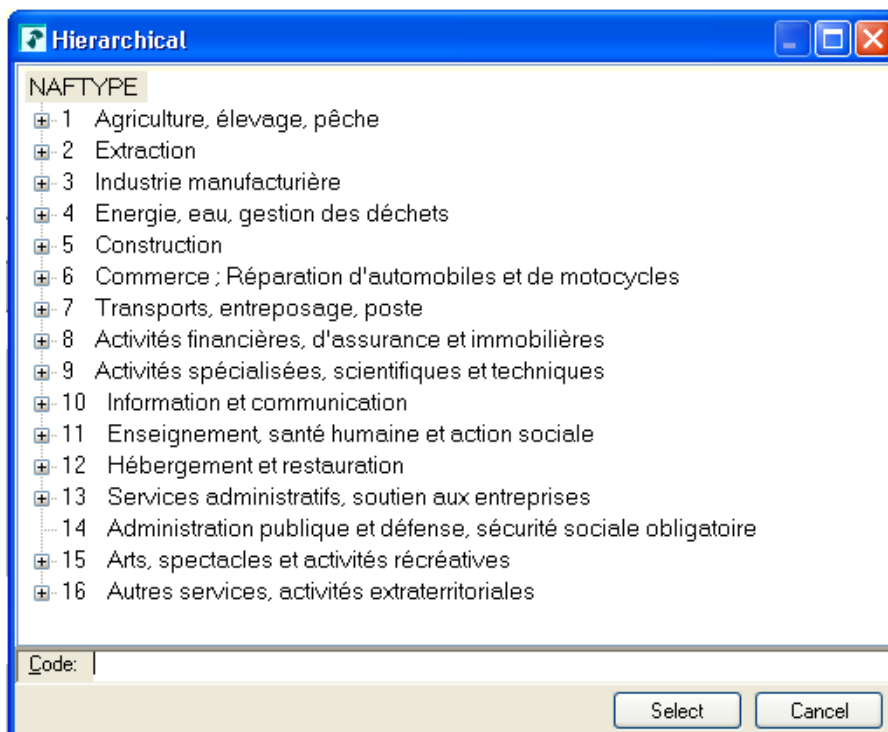 Hierarchical
NAFTYPE
1 Agriculture, élevage, pêche
2 Extraction
3 Industrie manufacturière
4 Energie, eau, gestion des déchets
5 Construction
6 Commerce ; Réparation d'automobiles et de motocycles
7 Transports, entreposage, poste
8 Activités financières, d'assurance et immobilières
9 Activités spécialisées, scientifiques et techniques
10 Information et communication
11 Enseignement, santé humaine et action sociale
12 Hébergement et restauration
13 Services administratifs, soutien aux entreprises
14 Administration publique et défense, sécurité sociale obligatoire
15 Arts, spectacles et activités récréatives
16 Autres services, activités extraterritoriales
Code:
Select Cancel